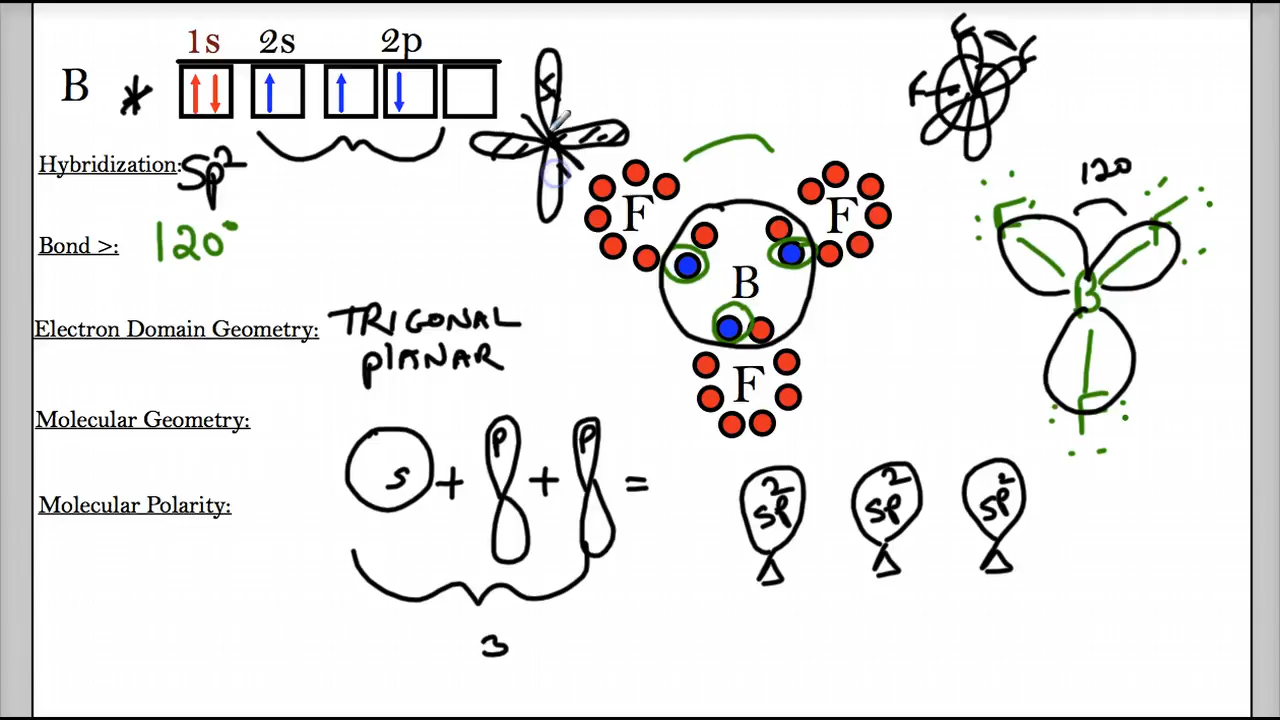 1s 2s 2p
B *
Hybridization: Sp²
Bond >: 120°
Electron Domain Geometry: TRIGONAL
PLANAR
Molecular Geometry:
Molecular Polarity:
F F
B
F
F
F
F
120
F F
B
F
s + p + p = sp² sp² sp²
3